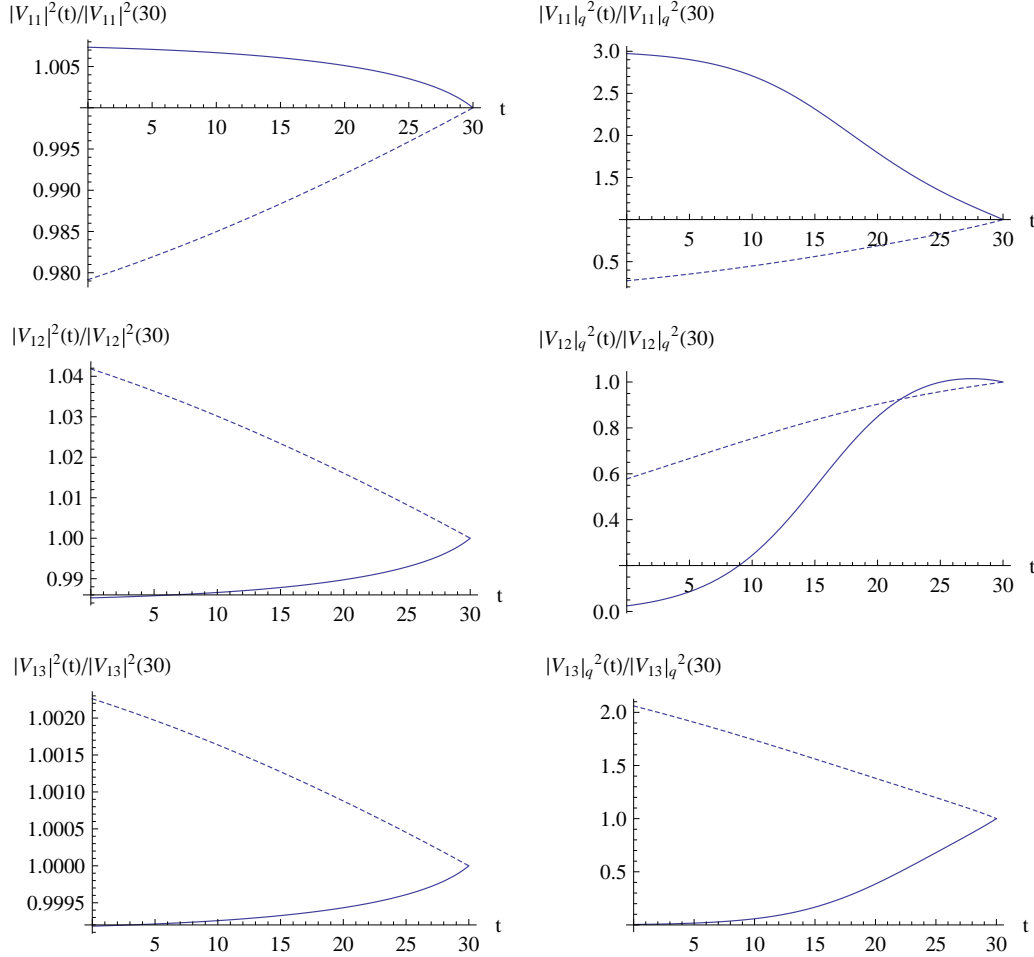 |V₁₁|²(t)/|V₁₁|²(30)
1.005
0.995
0.990
0.985
0.980
5 10 15 20 25 30 t
|V₁₁|q²(t)/|V₁₁|q²(30)
3.0
2.5
2.0
1.5
0.5
5 10 15 20 25 30 t
|V₁₂|²(t)/|V₁₂|²(30)
1.04
1.03
1.02
1.01
1.00
0.99
5 10 15 20 25 30 t
|V₁₂|q²(t)/|V₁₂|q²(30)
1.0
0.8
0.6
0.4
0.0
5 10 15 20 25 30 t
|V₁₃|²(t)/|V₁₃|²(30)
1.0020
1.0015
1.0010
1.0005
1.0000
0.9995
5 10 15 20 25 30 t
|V₁₃|q²(t)/|V₁₃|q²(30)
2.0
1.5
1.0
0.5
5 10 15 20 25 30 t